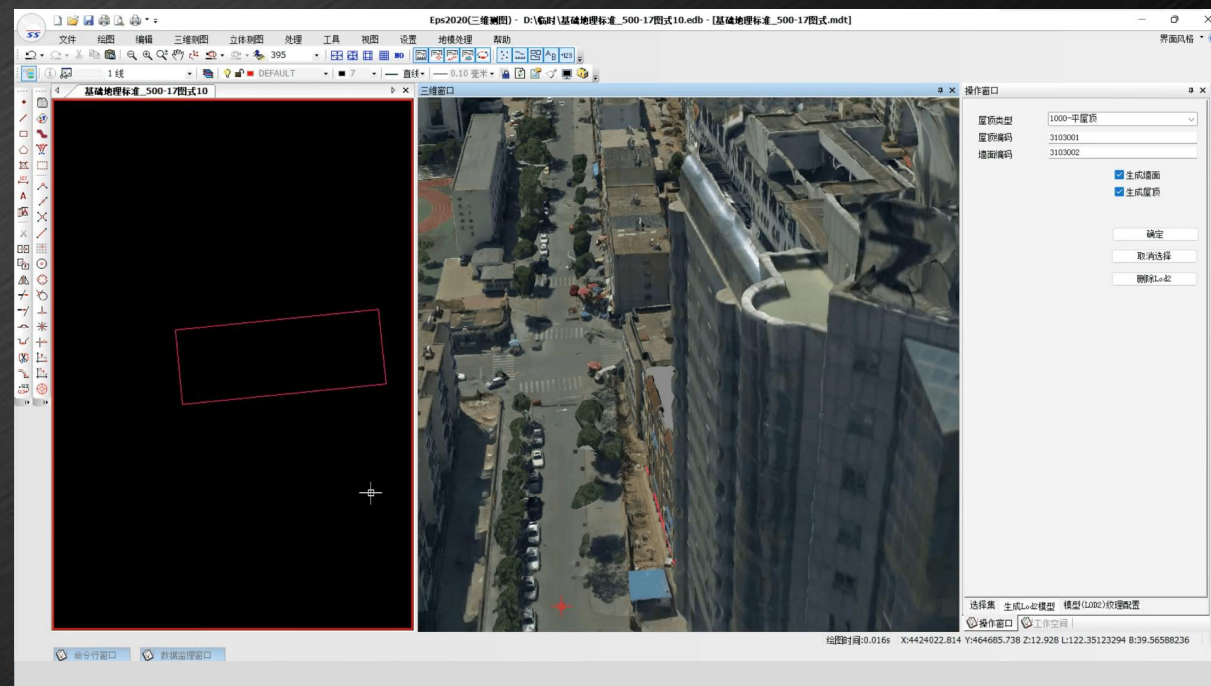 SS
Eps2020(三维测图) - D:\临时\基础地理标准_500-17图式10.edb - [基础地理标准_500-17图式.mdt]
文件 绘图 编辑 三维测图 立体测图 处理 工具 视图 设置 地模处理 帮助
界面风格
395
NO
1 线
DEFAULT
7
直线
0.10 毫米
基础地理标准_500-17图式10
三维窗口
操作窗口
屋顶类型 1000-平屋顶
屋顶编码 3103001
墙面编码 3103002
生成墙面
生成屋顶
确定
取消选择
删除Lod2
选择集 生成Lod2模型 模型(LOD2)纹理配置
操作窗口 工作空间
绘图时间:0.016s X:4424022.814 Y:464685.738 Z:12.928 L:122.35123294 B:39.56588236
命令行窗口 数据监理窗口